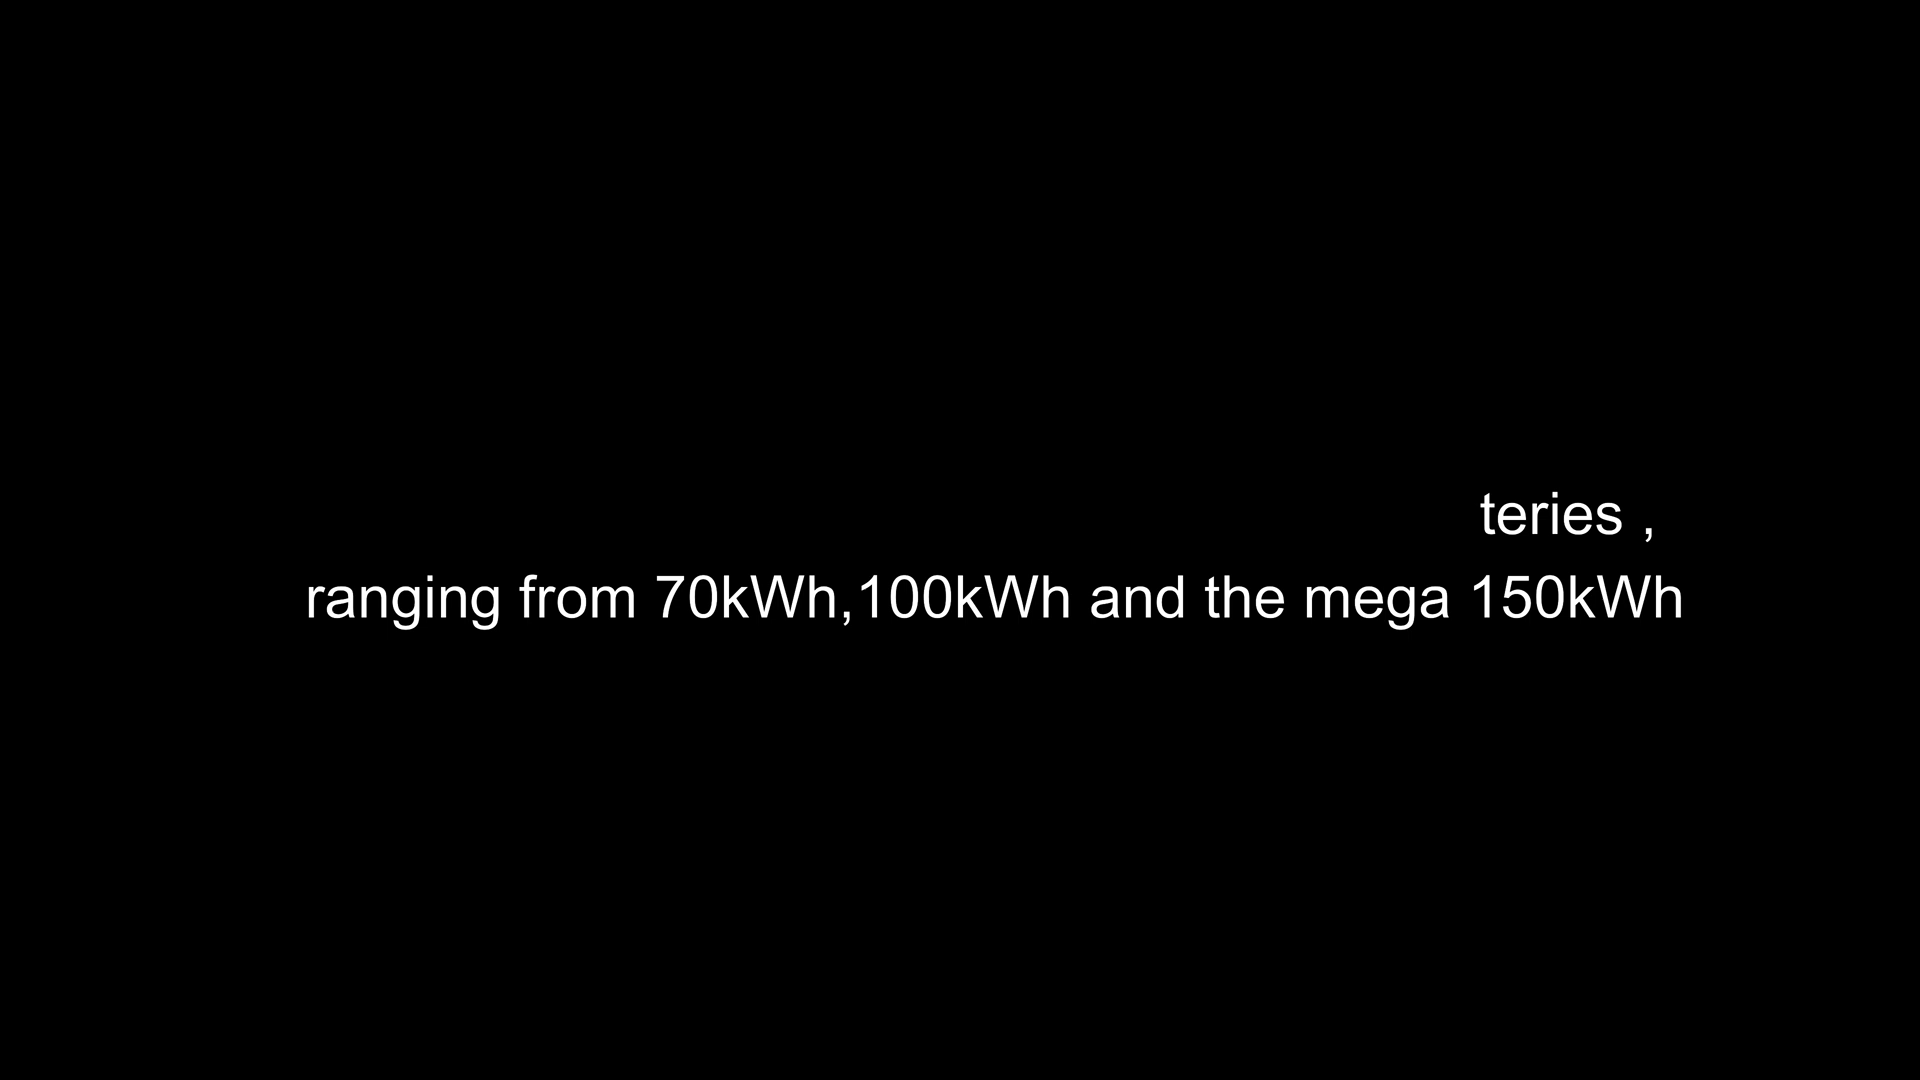 teries ,
ranging from 70kWh,100kWh and the mega 150kWh